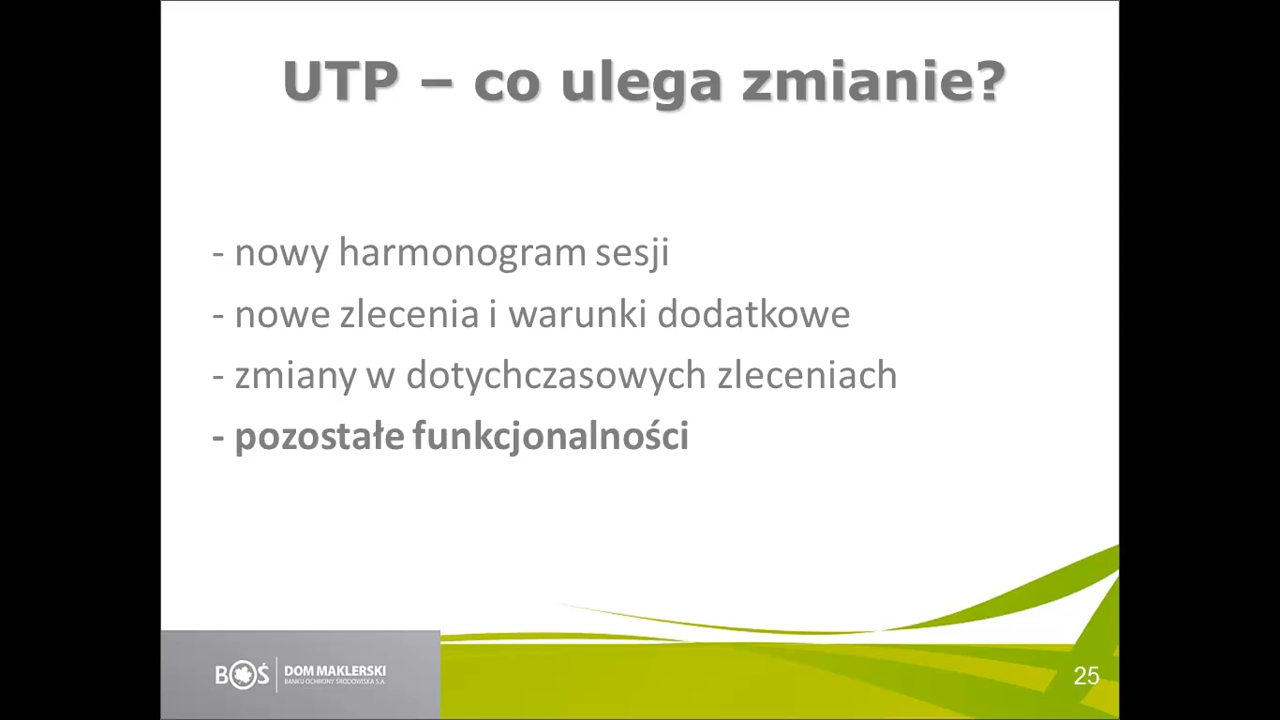 UTP – co ulega zmianie?
- nowy harmonogram sesji
- nowe zlecenia i warunki dodatkowe
- zmiany w dotychczasowych zleceniach
- pozostałe funkcjonalności
BOŚ DOM MAKLERSKI
BANKU OCHRONY ŚRODOWISKA S.A.
25